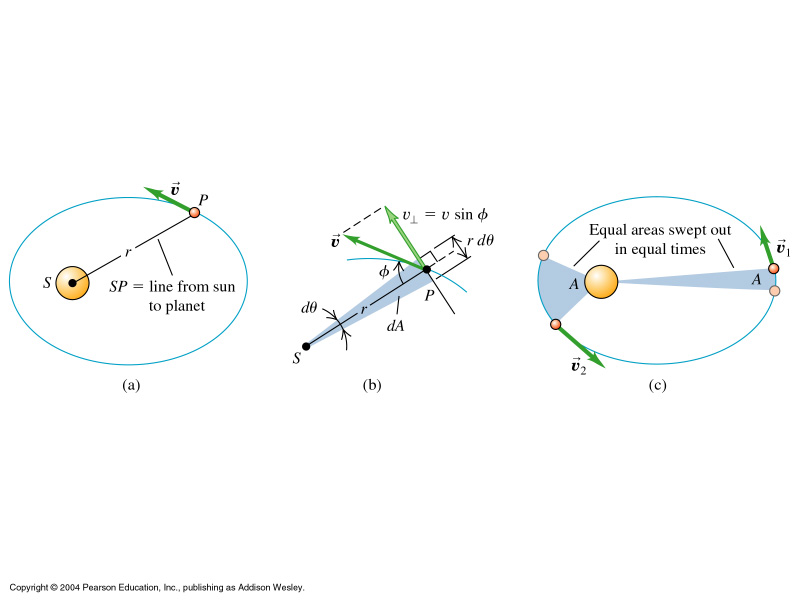 v⃗
P
r
S
SP = line from sun
to planet
(a)
v⊥ = v sin ϕ
v⃗
r dθ
ϕ
P
dθ
r
dA
S
(b)
Equal areas swept out
in equal times
v⃗1
A
A
v⃗2
(c)
Copyright © 2004 Pearson Education, Inc., publishing as Addison Wesley.